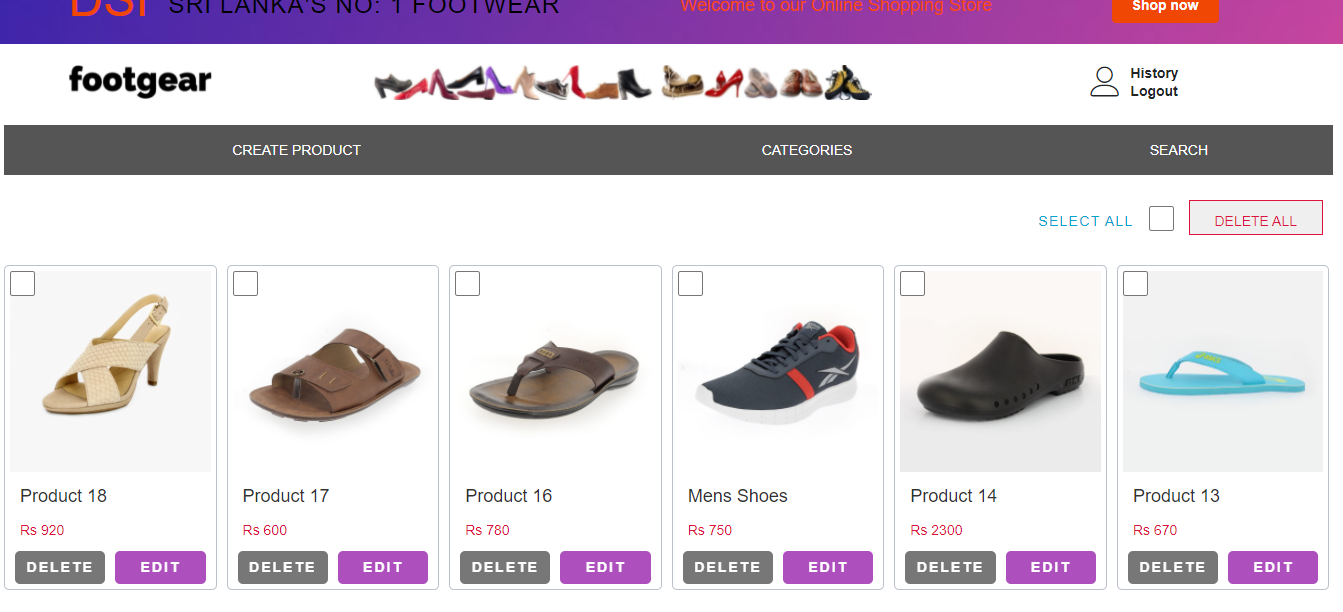 DSI SRI LANKA'S NO: 1 FOOTWEAR
Welcome to our Online Shopping Store
Shop now
footgear
History
Logout
CREATE PRODUCT
CATEGORIES
SEARCH
SELECT ALL
DELETE ALL
Product 18
Rs 920
DELETE
EDIT
Product 17
Rs 600
DELETE
EDIT
Product 16
Rs 780
DELETE
EDIT
Mens Shoes
Rs 750
DELETE
EDIT
Product 14
Rs 2300
DELETE
EDIT
Product 13
Rs 670
DELETE
EDIT